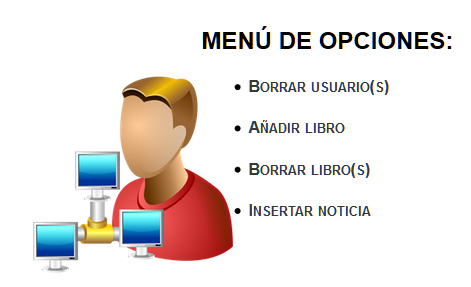 MENÚ DE OPCIONES:
BORRAR USUARIO(S)
AÑADIR LIBRO
BORRAR LIBRO(S)
INSERTAR NOTICIA